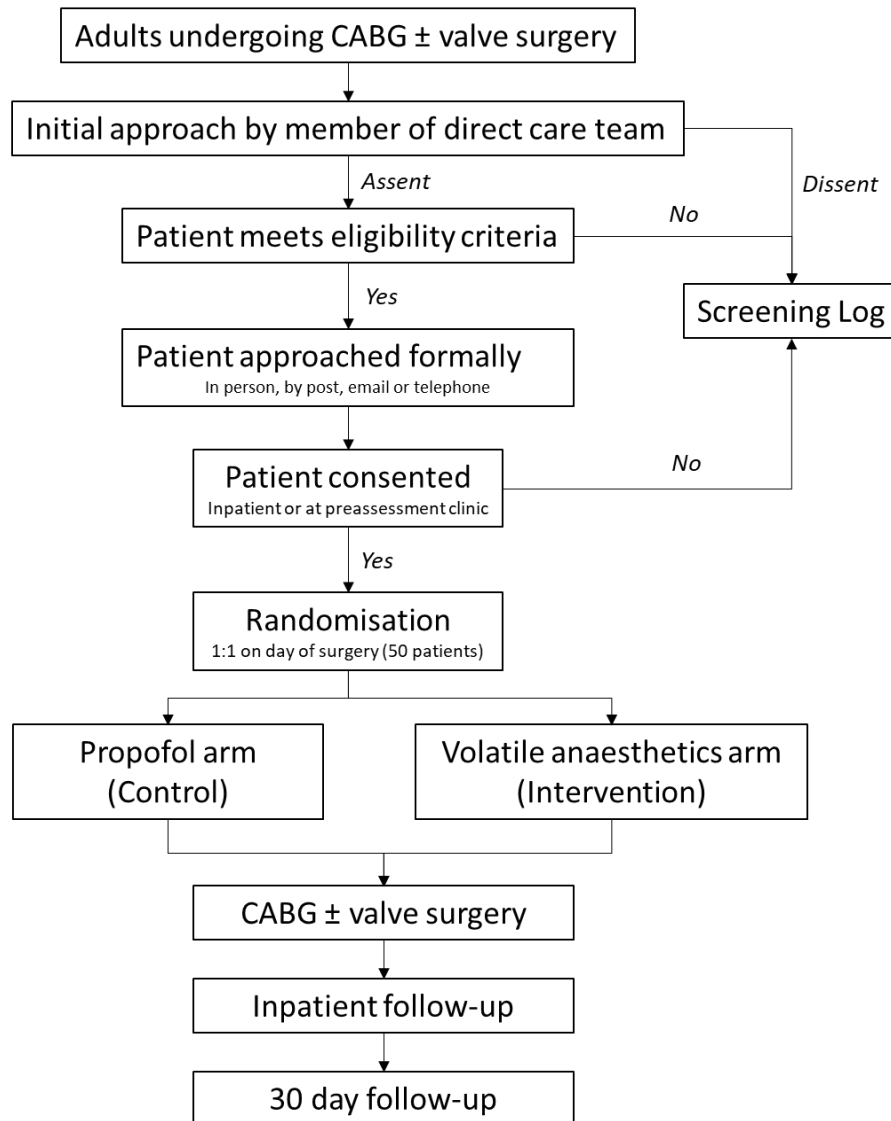 Adults undergoing CABG ± valve surgery
Initial approach by member of direct care team
Assent
Dissent
Patient meets eligibility criteria
No
Yes
Screening Log
Patient approached formally
In person, by post, email or telephone
Patient consented
Inpatient or at preassessment clinic
No
Yes
Randomisation
1:1 on day of surgery (50 patients)
Propofol arm
(Control)
Volatile anaesthetics arm
(Intervention)
CABG ± valve surgery
Inpatient follow-up
30 day follow-up